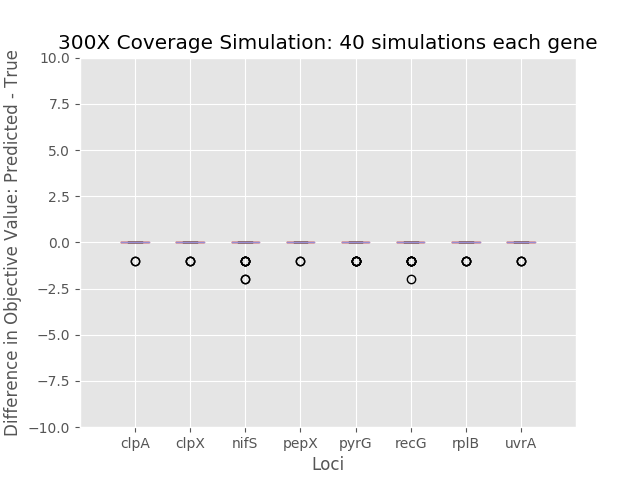 300X Coverage Simulation: 40 simulations each gene
Difference in Objective Value: Predicted - True
10.0
7.5
5.0
2.5
0.0
−2.5
−5.0
−7.5
−10.0
clpA clpX nifS pepX pyrG recG rplB uvrA
Loci